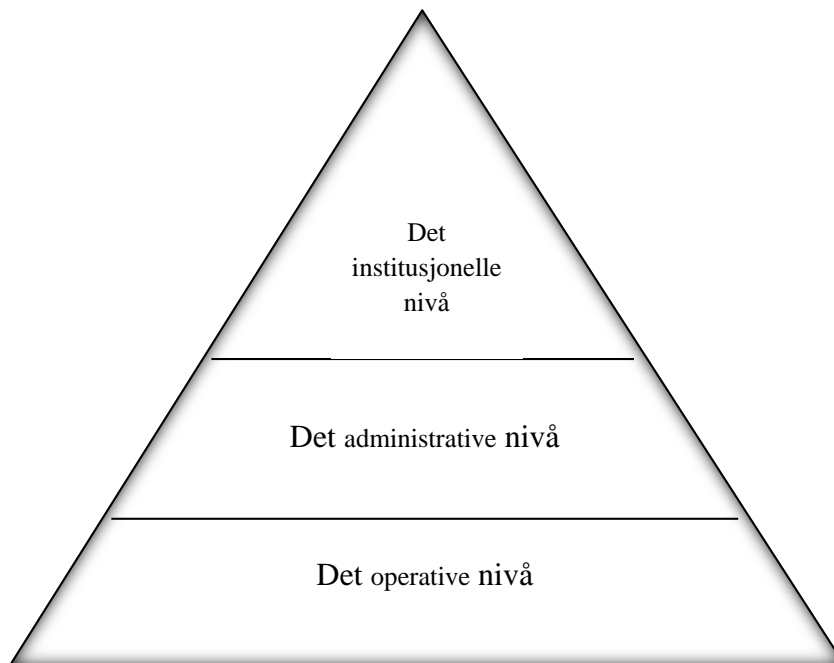 Det
institusjonelle
nivå
Det administrative nivå
Det operative nivå